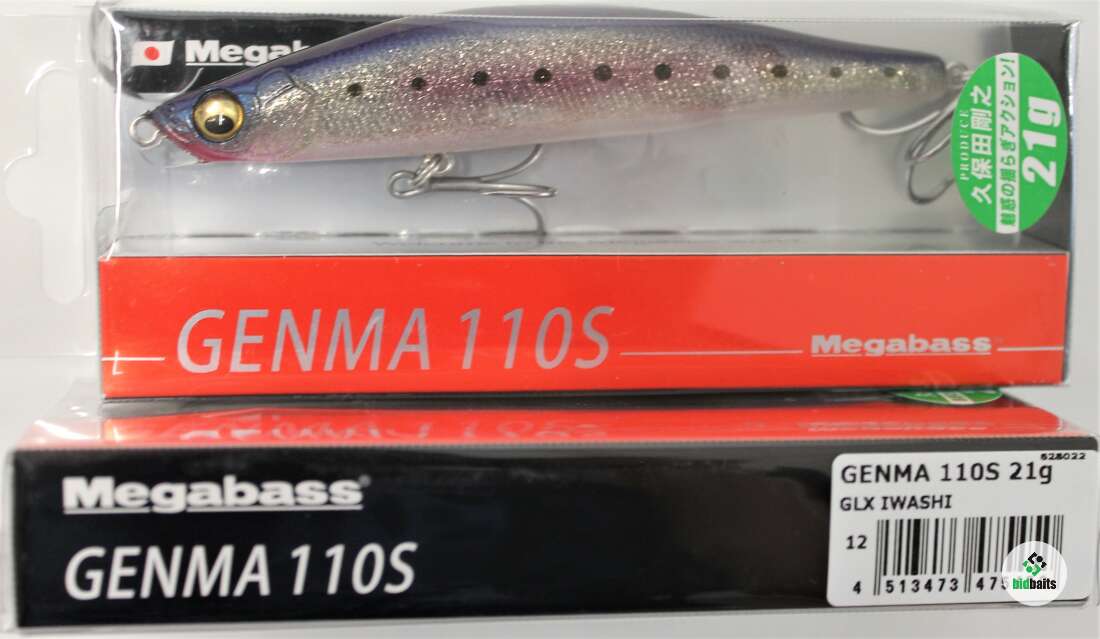 Megabass
PRODUCE
久保田剛之
魅惑の揺らぎアクション!
21g
GENMA 110S
Megabass
Megabass
GENMA 110S
628022
GENMA 110S 21g
GLX IWASHI
12
4 513473 475
bidbaits